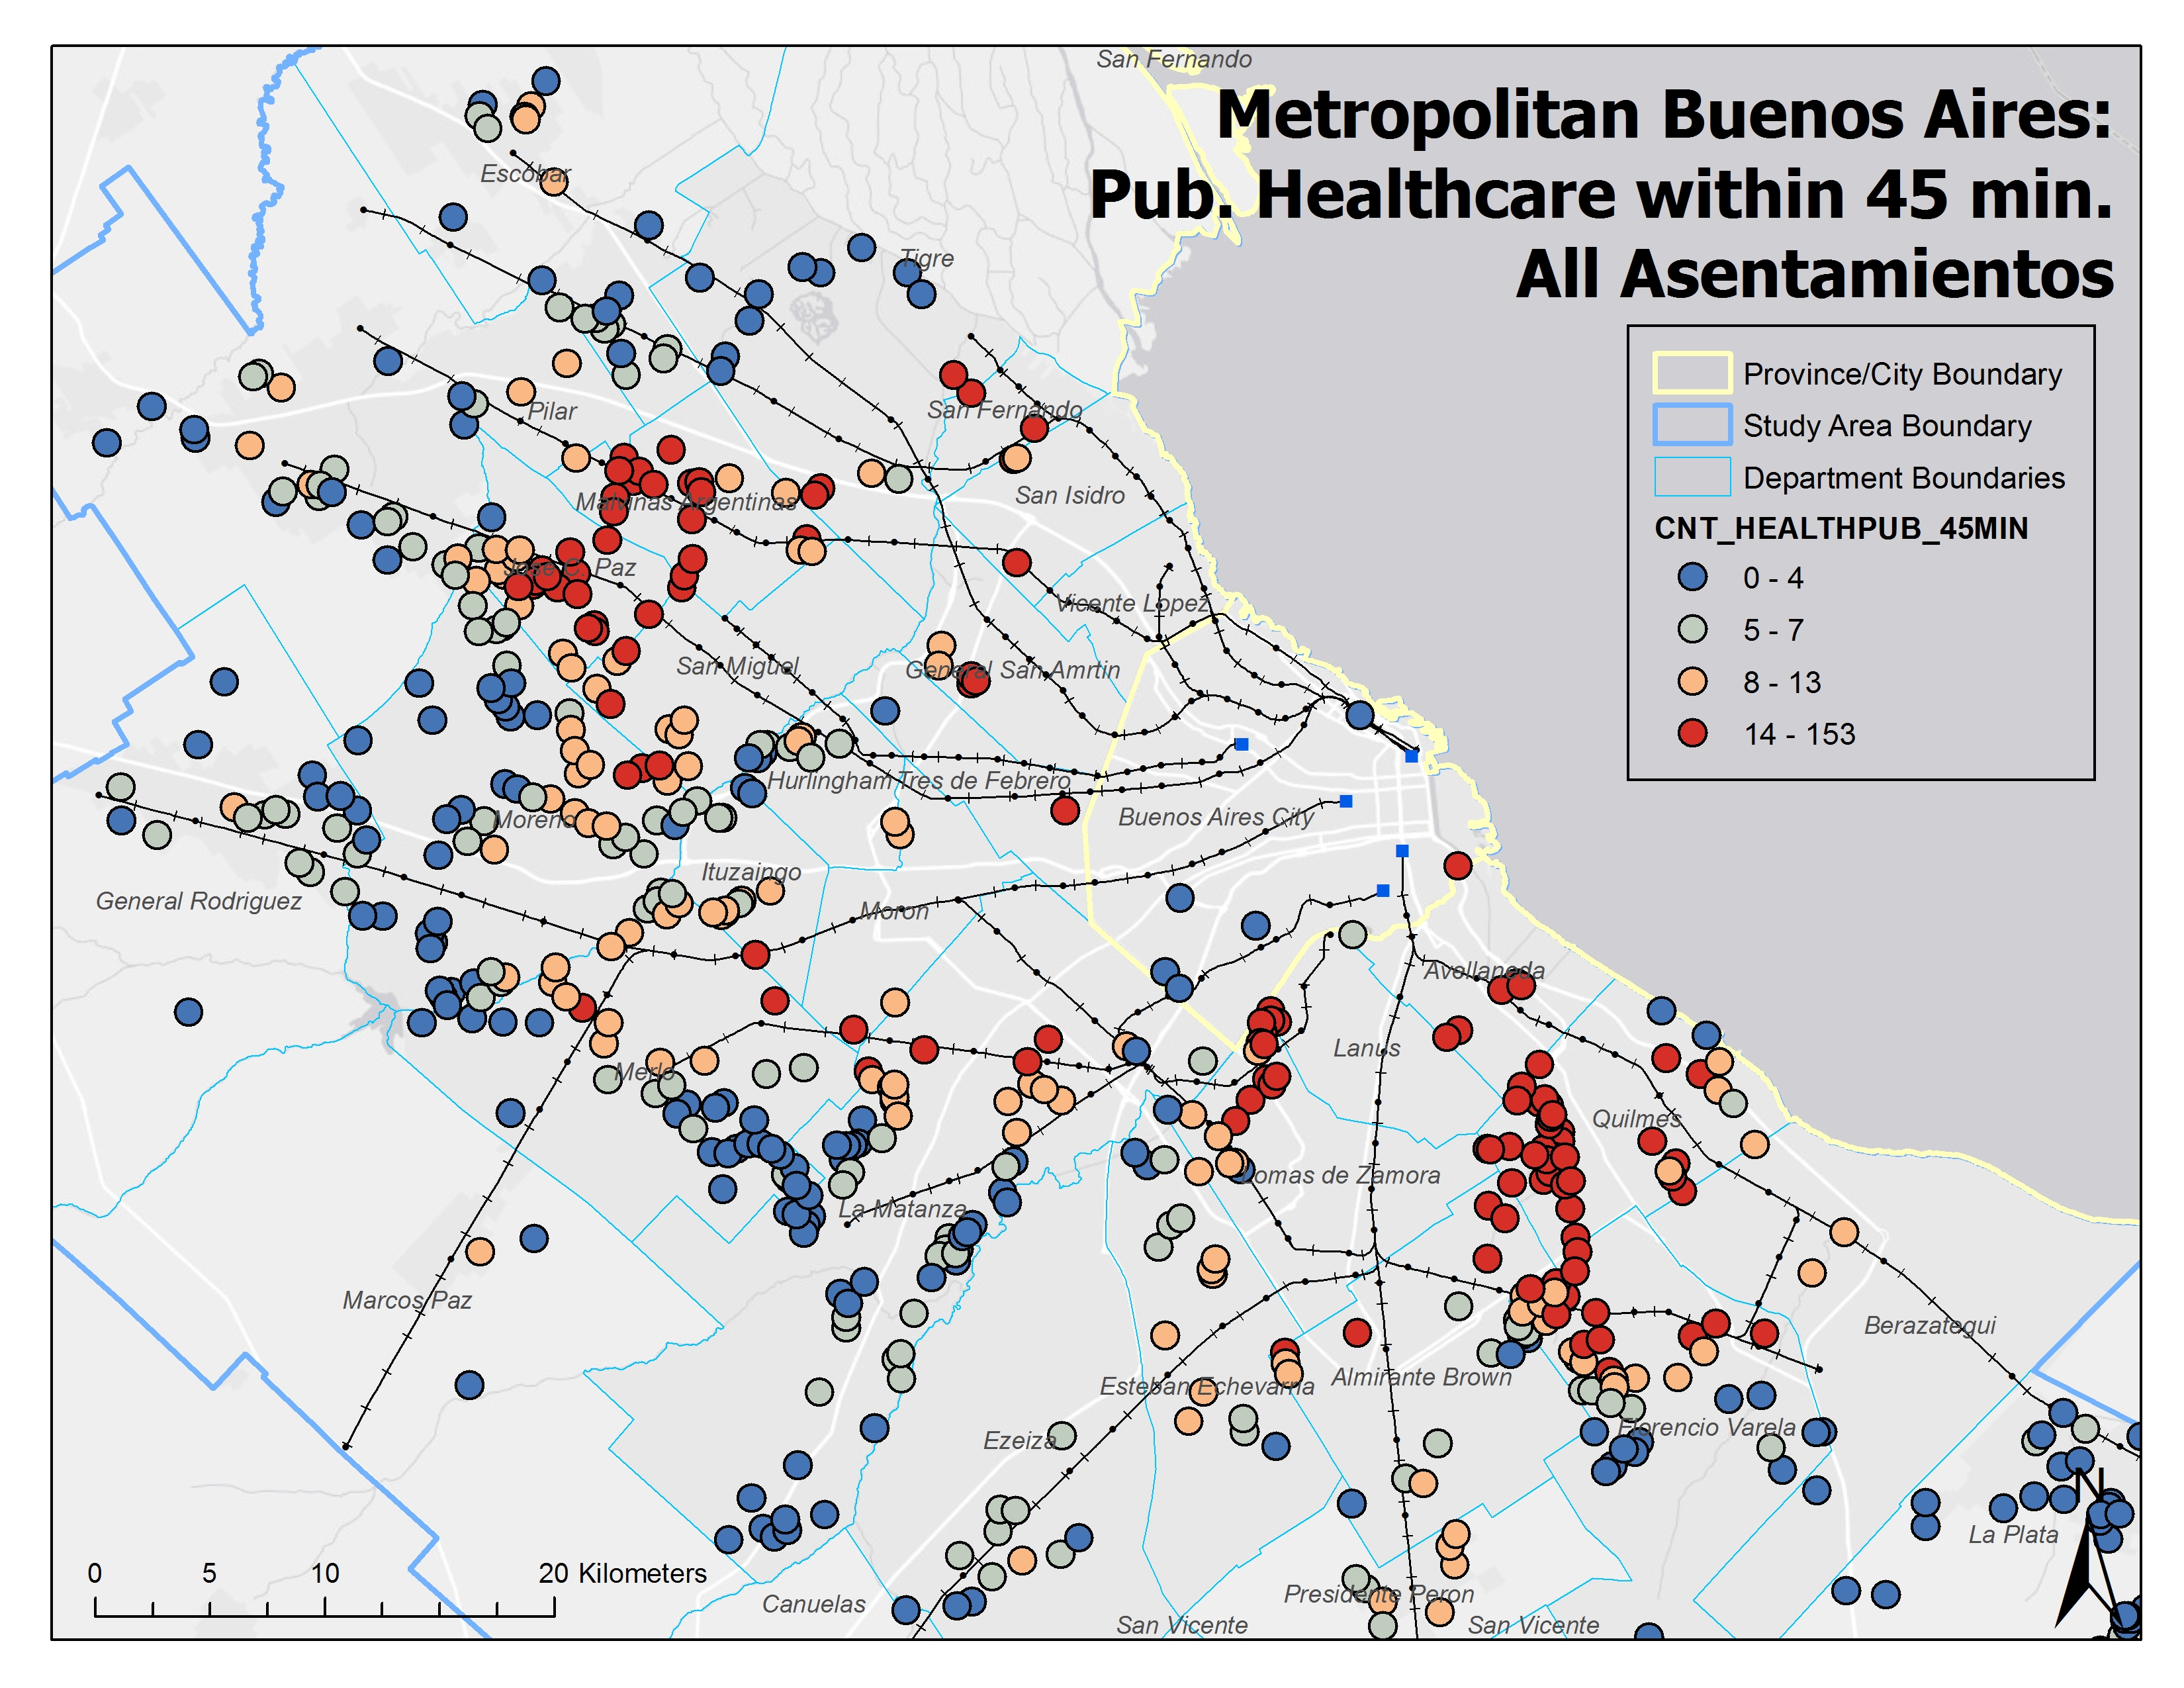 San Fernando
Metropolitan Buenos Aires:
Pub. Healthcare within 45 min.
All Asentamientos
Province/City Boundary
Study Area Boundary
Department Boundaries
CNT_HEALTHPUB_45MIN
0 - 4
5 - 7
8 - 13
14 - 153
Escobar
Tigre
San Fernando
Pilar
San Isidro
Malvinas Argentinas
Jose C. Paz
Vicente Lopez
San Miguel
General San Amrtin
Hurlingham
Tres de Febrero
Buenos Aires City
Moreno
Ituzaingo
General Rodriguez
Moron
Avollaneda
Lanus
Merlo
Quilmes
Lomas de Zamora
La Matanza
Marcos Paz
Berazategui
Almirante Brown
Esteban Echevarria
Florencio Varela
Ezeiza
N
La Plata
0 5 10 20 Kilometers
Canuelas
Presidente Peron
San Vicente
San Vicente